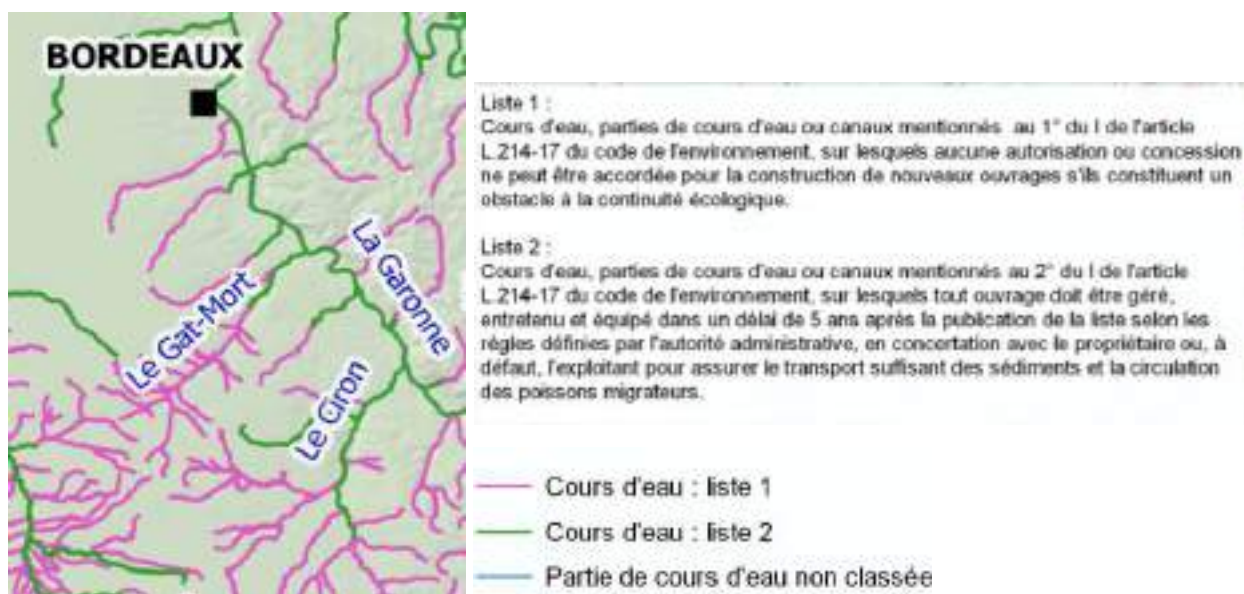 BORDEAUX
La Garonne
Le Gat-Mort
Le Ciron
Liste 1 :
Cours d'eau, parties de cours d'eau ou canaux mentionnés au 1° du I de l'article
L.214-17 du code de l'environnement, sur lesquels aucune autorisation ou concession
ne peut être accordée pour la construction de nouveaux ouvrages s'ils constituent un
obstacle à la continuité écologique.
Liste 2 :
Cours d'eau, parties de cours d'eau ou canaux mentionnés au 2° du I de l'article
L.214-17 du code de l'environnement, sur lesquels tout ouvrage doit être géré,
entretenu et équipé dans un délai de 5 ans après la publication de la liste selon les
règles définies par l'autorité administrative, en concertation avec le propriétaire ou, à
défaut, l'exploitant pour assurer le transport suffisant des sédiments et la circulation
des poissons migrateurs.
Cours d'eau : liste 1
Cours d'eau : liste 2
Partie de cours d'eau non classée